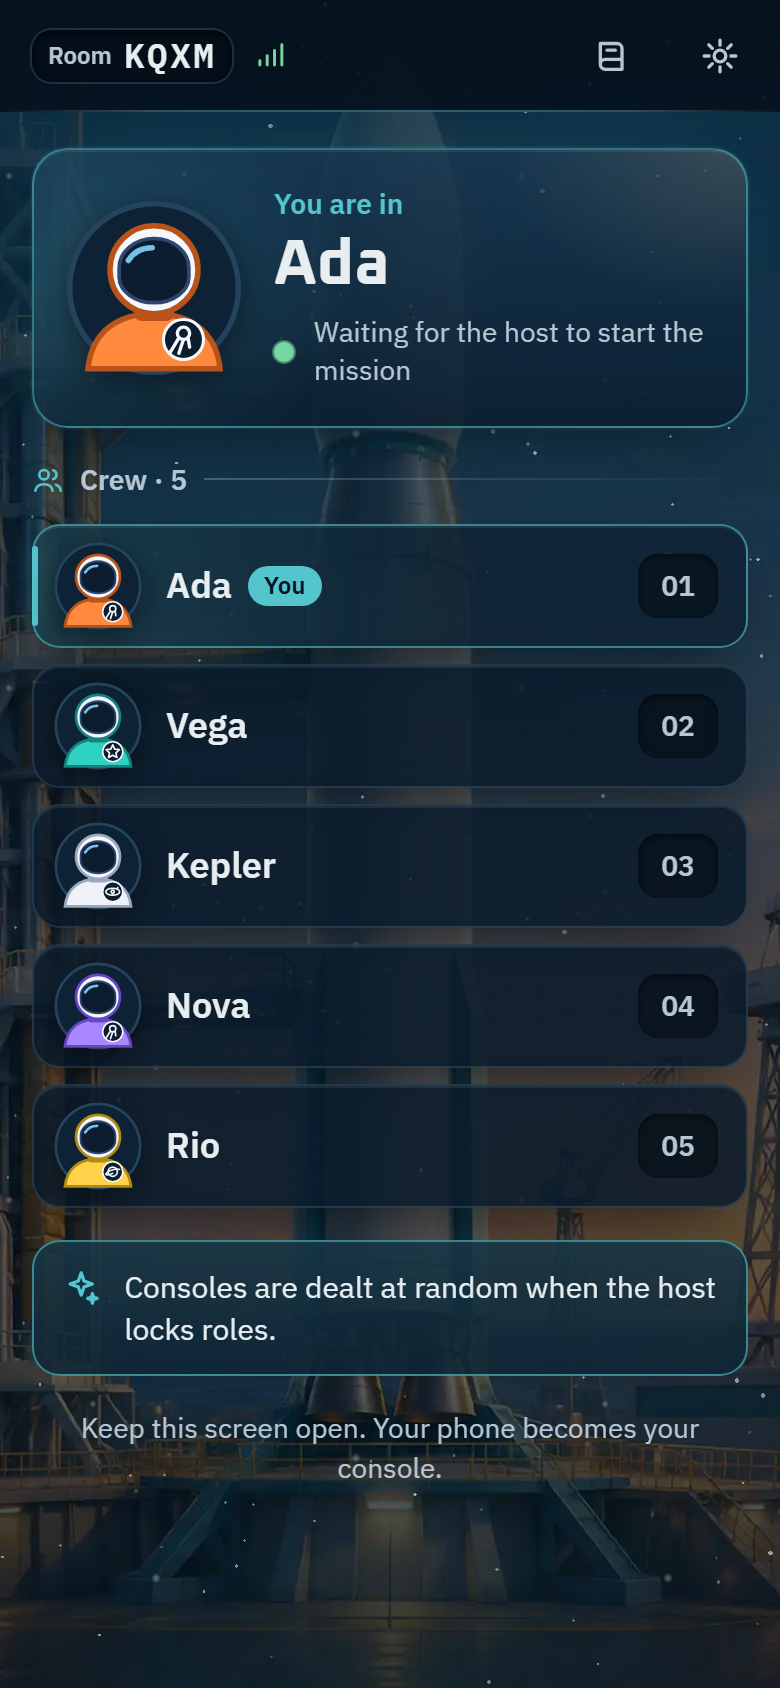 Room KQXM
You are in
Ada
Waiting for the host to start the
mission
Crew · 5
Ada You 01
Vega 02
Kepler 03
Nova 04
Rio 05
Consoles are dealt at random when the host
locks roles.
Keep this screen open. Your phone becomes your
console.